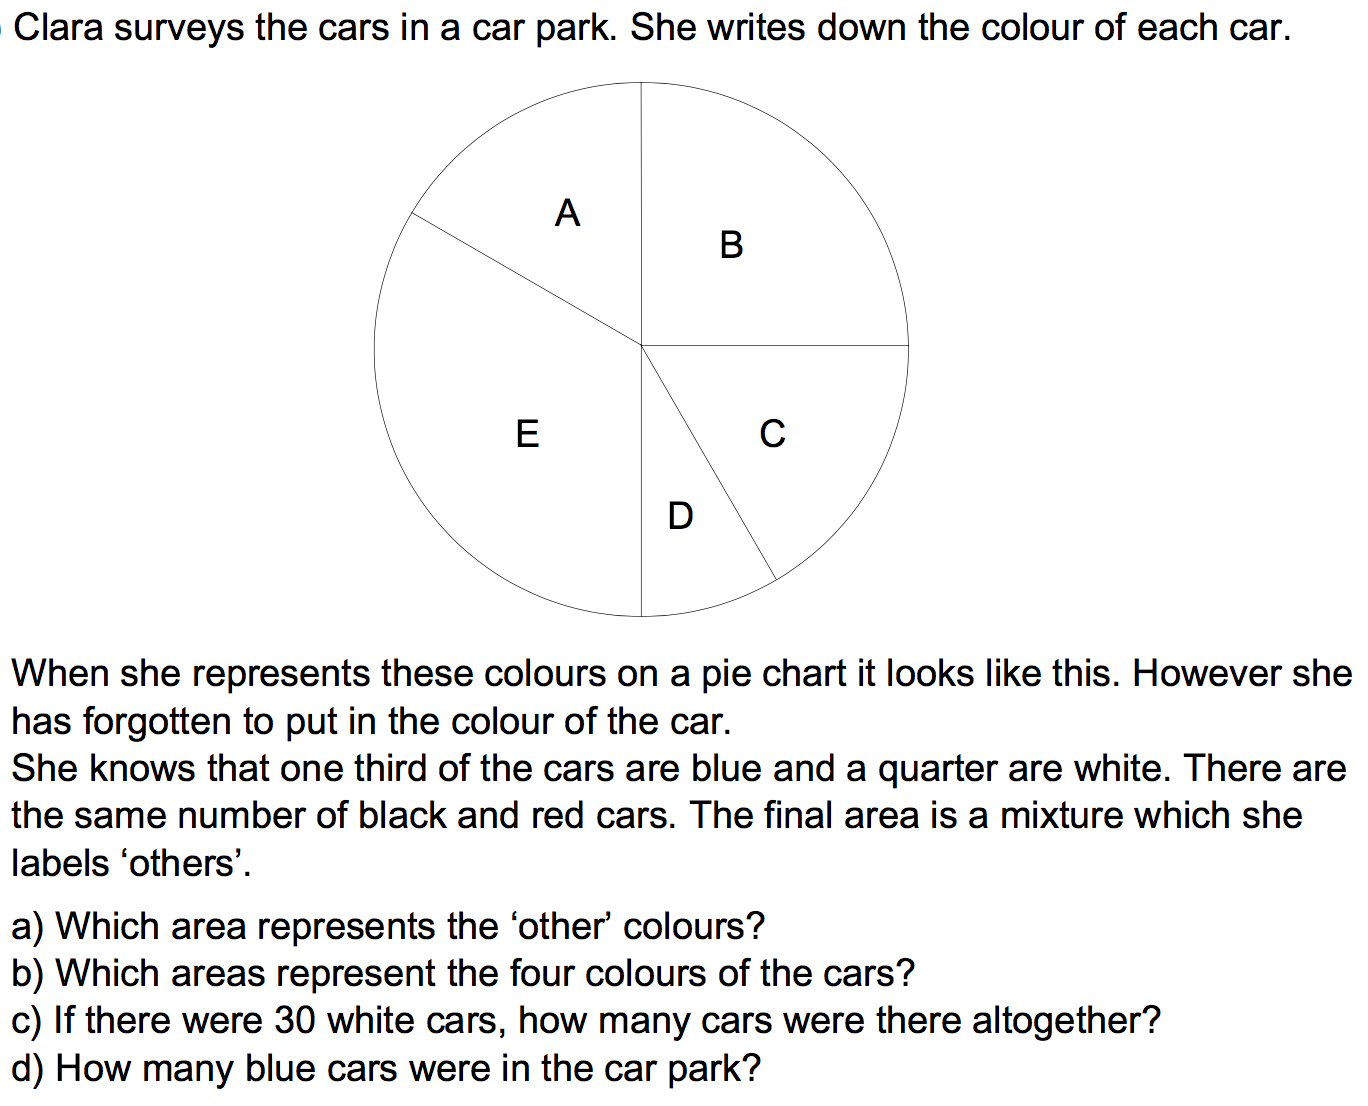 Clara surveys the cars in a car park. She writes down the colour of each car.
A
B
E
C
D
When she represents these colours on a pie chart it looks like this. However she
has forgotten to put in the colour of the car.
She knows that one third of the cars are blue and a quarter are white. There are
the same number of black and red cars. The final area is a mixture which she
labels ‘others’.
a) Which area represents the ‘other’ colours?
b) Which areas represent the four colours of the cars?
c) If there were 30 white cars, how many cars were there altogether?
d) How many blue cars were in the car park?